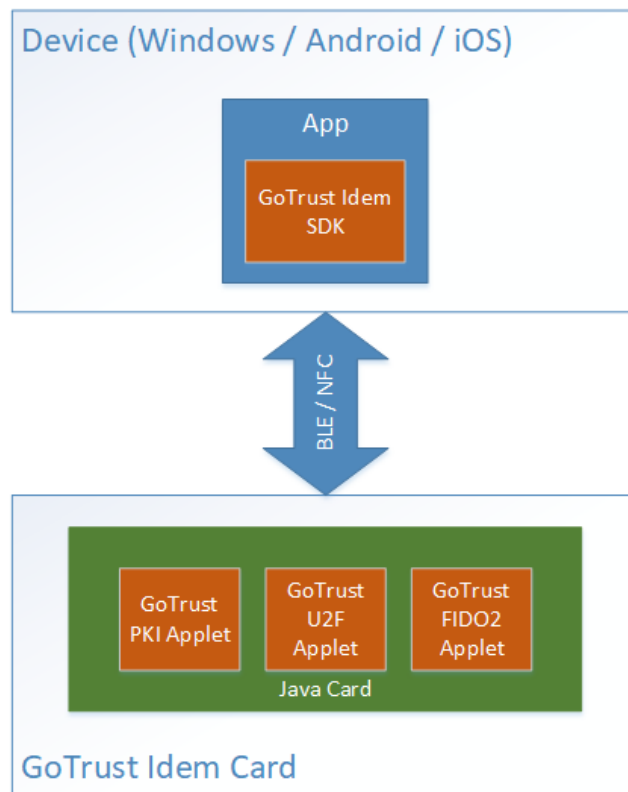 Device (Windows / Android / iOS)
App
GoTrust Idem
SDK
BLE / NFC
GoTrust
PKI Applet
GoTrust
U2F
Applet
GoTrust
FIDO2
Applet
Java Card
GoTrust Idem Card